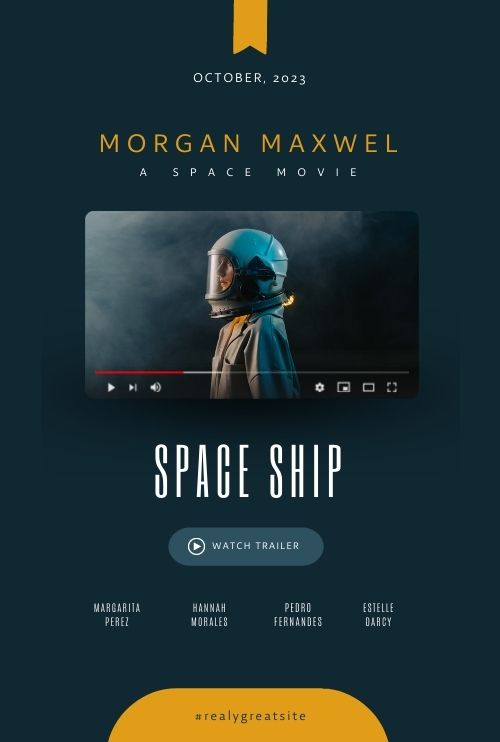 OCTOBER, 2023
MORGAN MAXWEL
A SPACE MOVIE
SPACE SHIP
WATCH TRAILER
MARGARITA PEREZ
HANNAH MORALES
PEDRO FERNANDES
ESTELLE DARCY
#realygreatsite